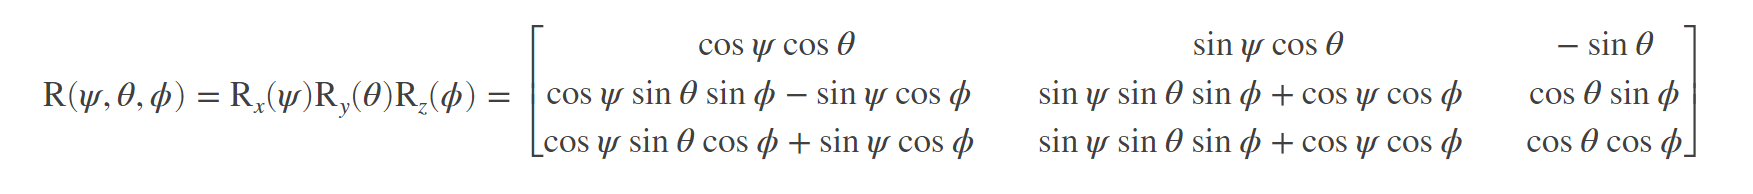 R(ψ, θ, ϕ) = R_x(ψ)R_y(θ)R_z(ϕ) = [ cos ψ cos θ  sin ψ cos θ  − sin θ
cos ψ sin θ sin ϕ − sin ψ cos ϕ  sin ψ sin θ sin ϕ + cos ψ cos ϕ  cos θ sin ϕ
cos ψ sin θ cos ϕ + sin ψ cos ϕ  sin ψ sin θ sin ϕ + cos ψ cos ϕ  cos θ cos ϕ. ]